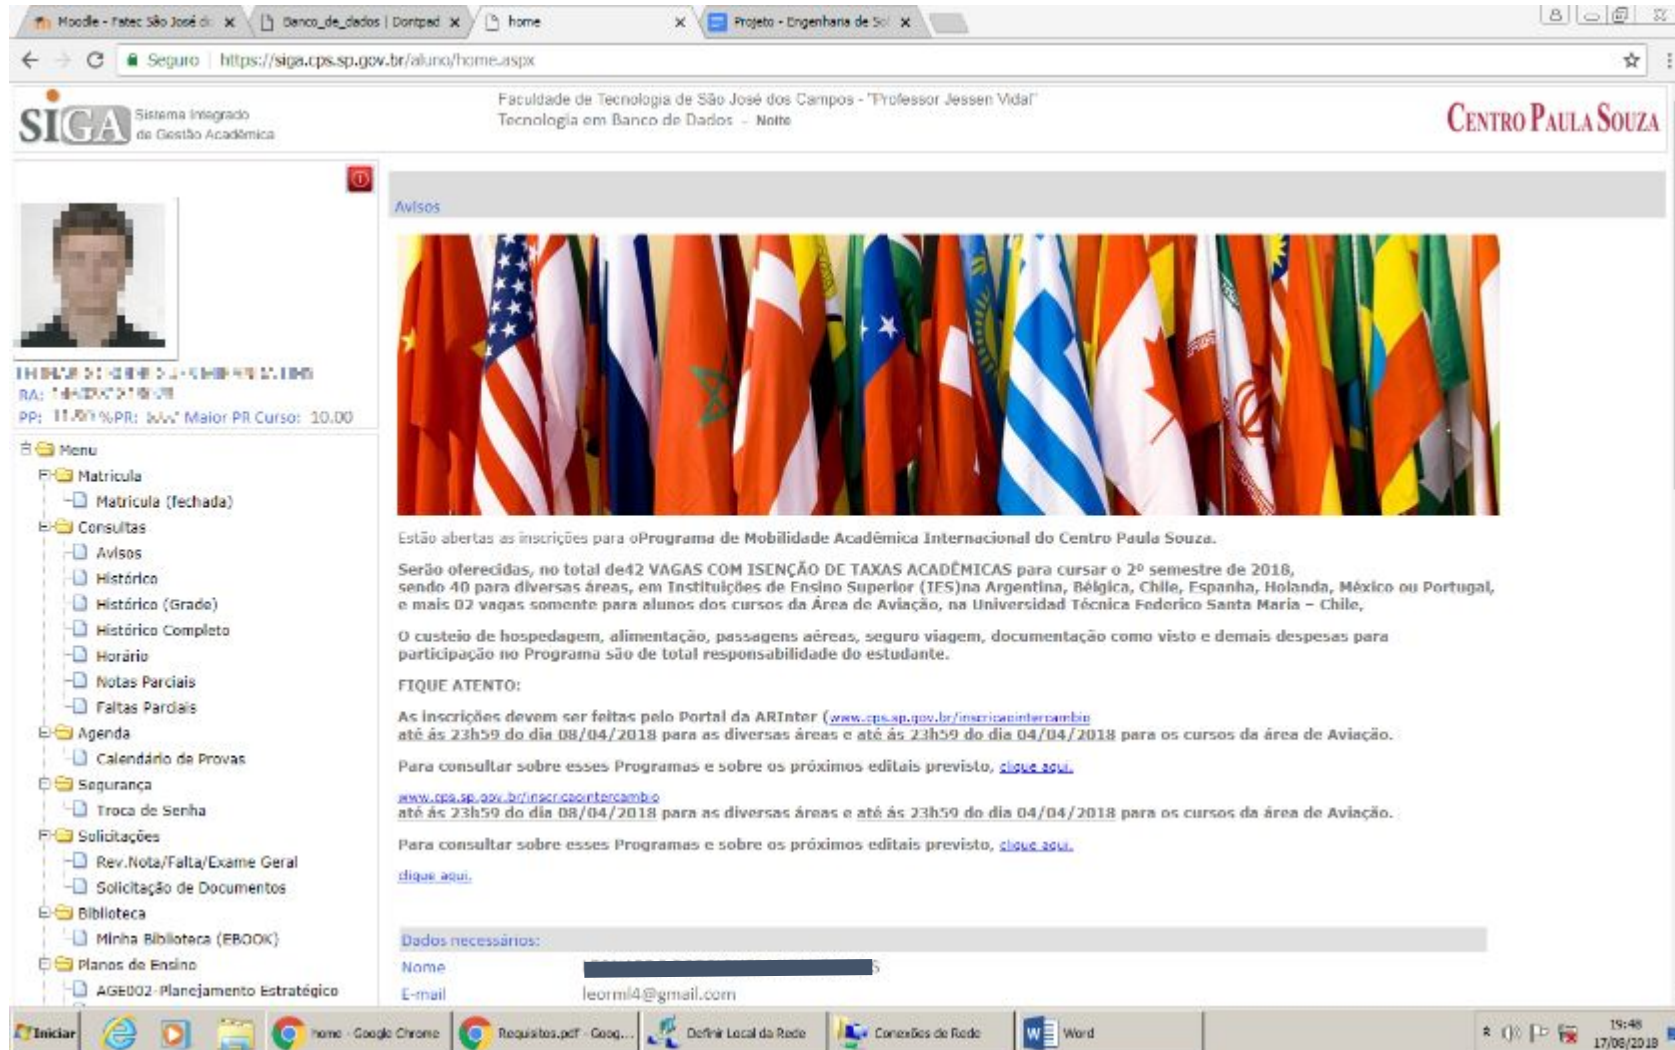 Moodle - Fatec São José d
Banco_de_dados | Dontpad
home
Projeto - Engenharia de So
Seguro
https://siga.cps.sp.gov.br/aluno/home.aspx
SIGA
Sistema Integrado
de Gestão Acadêmica
Faculdade de Tecnologia de São José dos Campos - "Professor Jessen Vidal"
Tecnologia em Banco de Dados - Noite
CENTRO PAULA SOUZA
RA:
PP: %PR: Maior PR Curso: 10.00
Menu
Matricula
Matricula (fechada)
Consultas
Avisos
Histórico
Histórico (Grade)
Histórico Completo
Horário
Notas Parciais
Faltas Parciais
Agenda
Calendário de Provas
Segurança
Troca de Senha
Solicitações
Rev.Nota/Falta/Exame Geral
Solicitação de Documentos
Biblioteca
Minha Biblioteca (EBOOK)
Planos de Ensino
AGE002-Planejamento Estratégico
Avisos
Estão abertas as inscrições para oPrograma de Mobilidade Acadêmica Internacional do Centro Paula Souza.
Serão oferecidas, no total de42 VAGAS COM ISENÇÃO DE TAXAS ACADÊMICAS para cursar o 2º semestre de 2018,
sendo 40 para diversas áreas, em Instituições de Ensino Superior (IES)na Argentina, Bélgica, Chile, Espanha, Holanda, México ou Portugal,
e mais 02 vagas somente para alunos dos cursos da Área de Aviação, na Universidad Técnica Federico Santa Maria – Chile,
O custeio de hospedagem, alimentação, passagens aéreas, seguro viagem, documentação como visto e demais despesas para
participação no Programa são de total responsabilidade do estudante.
FIQUE ATENTO:
As inscrições devem ser feitas pelo Portal da ARInter (www.cps.sp.gov.br/inscricaointercambio
até ás 23h59 do dia 08/04/2018 para as diversas áreas e até ás 23h59 do dia 04/04/2018 para os cursos da área de Aviação.
Para consultar sobre esses Programas e sobre os próximos editais previsto, clique aqui.
www.cps.sp.gov.br/inscricaointercambio
até ás 23h59 do dia 08/04/2018 para as diversas áreas e até ás 23h59 do dia 04/04/2018 para os cursos da área de Aviação.
Para consultar sobre esses Programas e sobre os próximos editais previsto, clique aqui.
clique aqui.
Dados necessários:
Nome
E-mail leorml4@gmail.com
Iniciar
home - Google Chrome
Requisitos.pdf - Goog...
Definir Local da Rede
Conexões de Rede
Word
19:48
17/08/2018